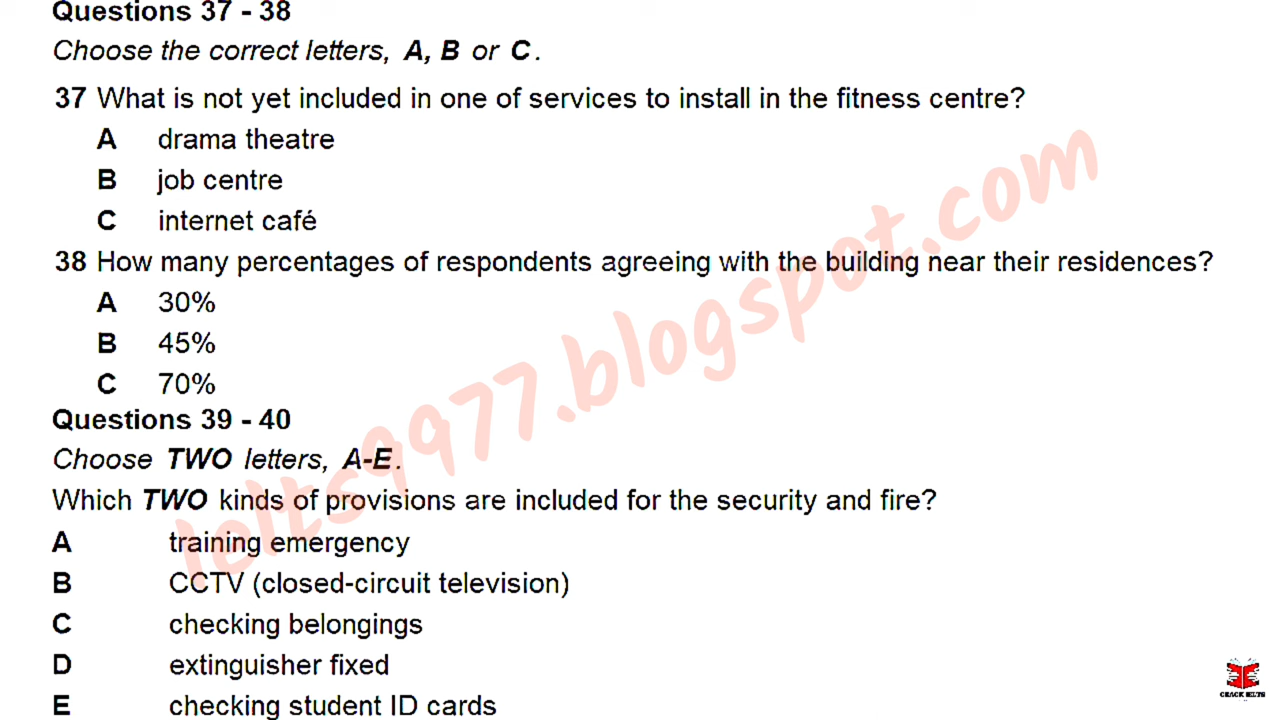 Questions 37 - 38
Choose the correct letters, A, B or C.
37 What is not yet included in one of services to install in the fitness centre?
A drama theatre
B job centre
C internet café
38 How many percentages of respondents agreeing with the building near their residences?
A 30%
B 45%
C 70%
Questions 39 - 40
Choose TWO letters, A-E.
Which TWO kinds of provisions are included for the security and fire?
A training emergency
B CCTV (closed-circuit television)
C checking belongings
D extinguisher fixed
E checking student ID cards
Ielts9977.blogspot.com
CRACK IELTS